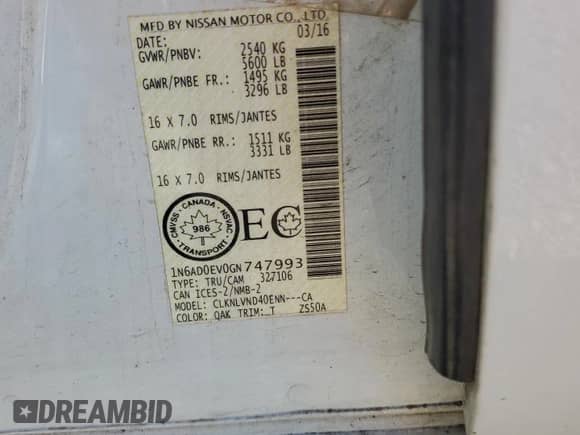 MFD BY NISSAN MOTOR CO., LTD.
DATE: 03/16
GVWR/PNBV: 2540 KG
5600 LB
GAWR/PNBE FR.: 1495 KG
3296 LB
16 X 7.0 RIMS/JANTES
GAWR/PNBE RR.: 1511 KG
3331 LB
16 X 7.0 RIMS/JANTES
CMVSS · CANADA · NSVAC · TRANSPORT ·
986
EC
1N6AD0EV0GN747993
TYPE: TRU/CAM 327106
CAN ICES-2/NMB-2
MODEL: CLKNLVND40ENN---CA
COLOR: QAK TRIM: T ZS50A
DREAMBID